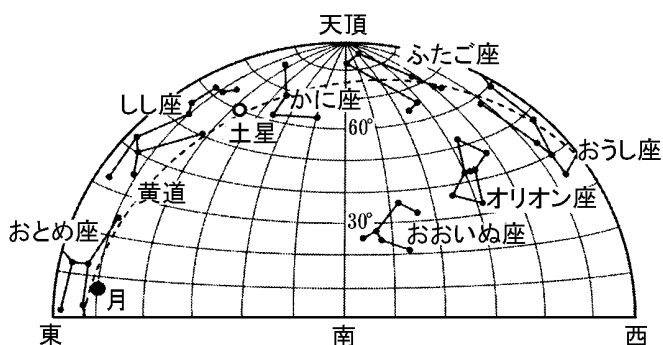 天頂
ふたご座
しし座
かに座
土星
60°
おうし座
黄道
オリオン座
おとめ座
30°
おおいぬ座
月
東
南
西